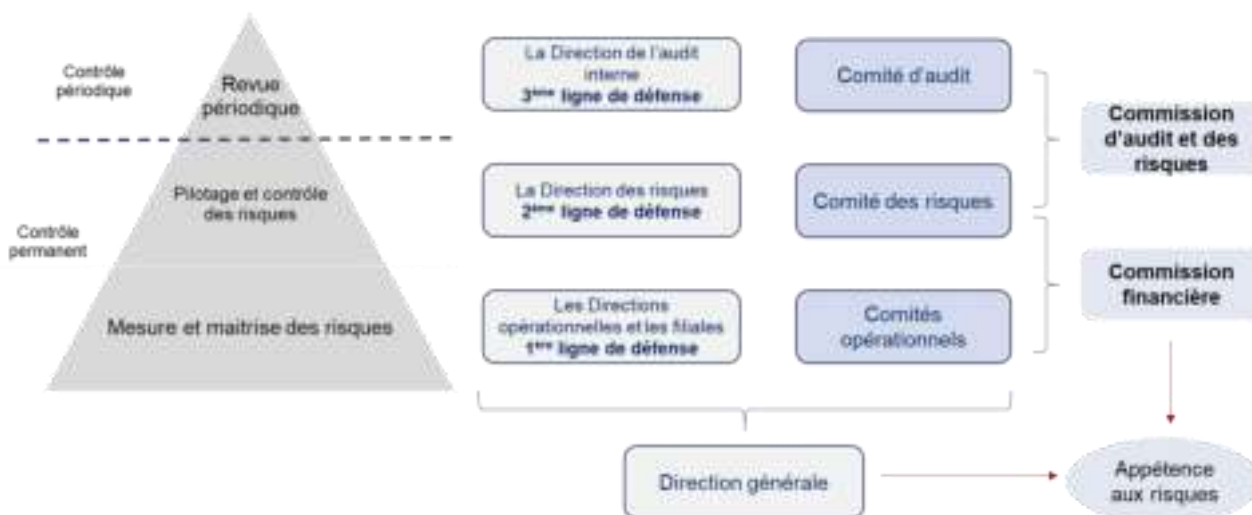 Contrôle
périodique
Revue
périodique
La Direction de l'audit
interne
3ème ligne de défense
Comité d'audit
Commission
d'audit et des
risques
Contrôle
permanent
Pilotage et contrôle
des risques
La Direction des risques
2ème ligne de défense
Comité des risques
Commission
financière
Mesure et maitrise des risques
Les Directions
opérationnelles et les filiales
1ère ligne de défense
Comités
opérationnels
Direction générale
Appétence
aux risques